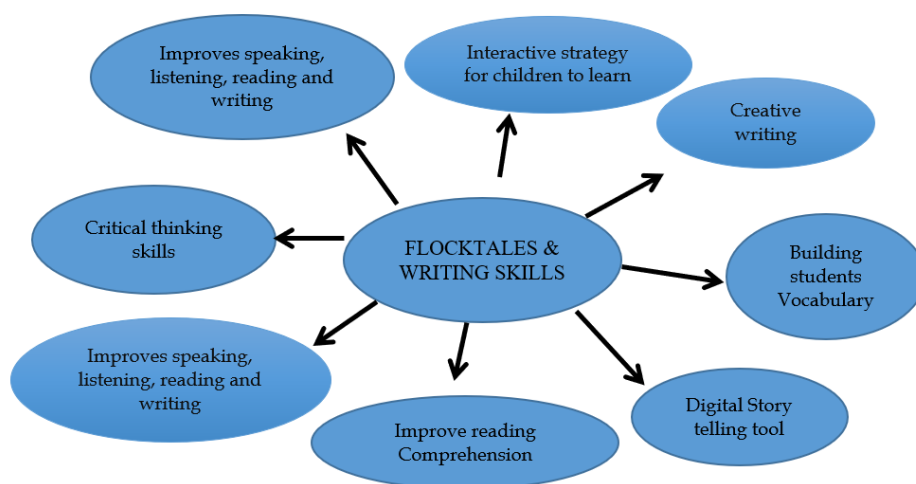 Improves speaking,
listening, reading and
writing
Interactive strategy
for children to learn
Creative
writing
Critical thinking
skills
FLOCKTALES &
WRITING SKILLS
Building
students
Vocabulary
Improves speaking,
listening, reading and
writing
Improve reading
Comprehension
Digital Story
telling tool